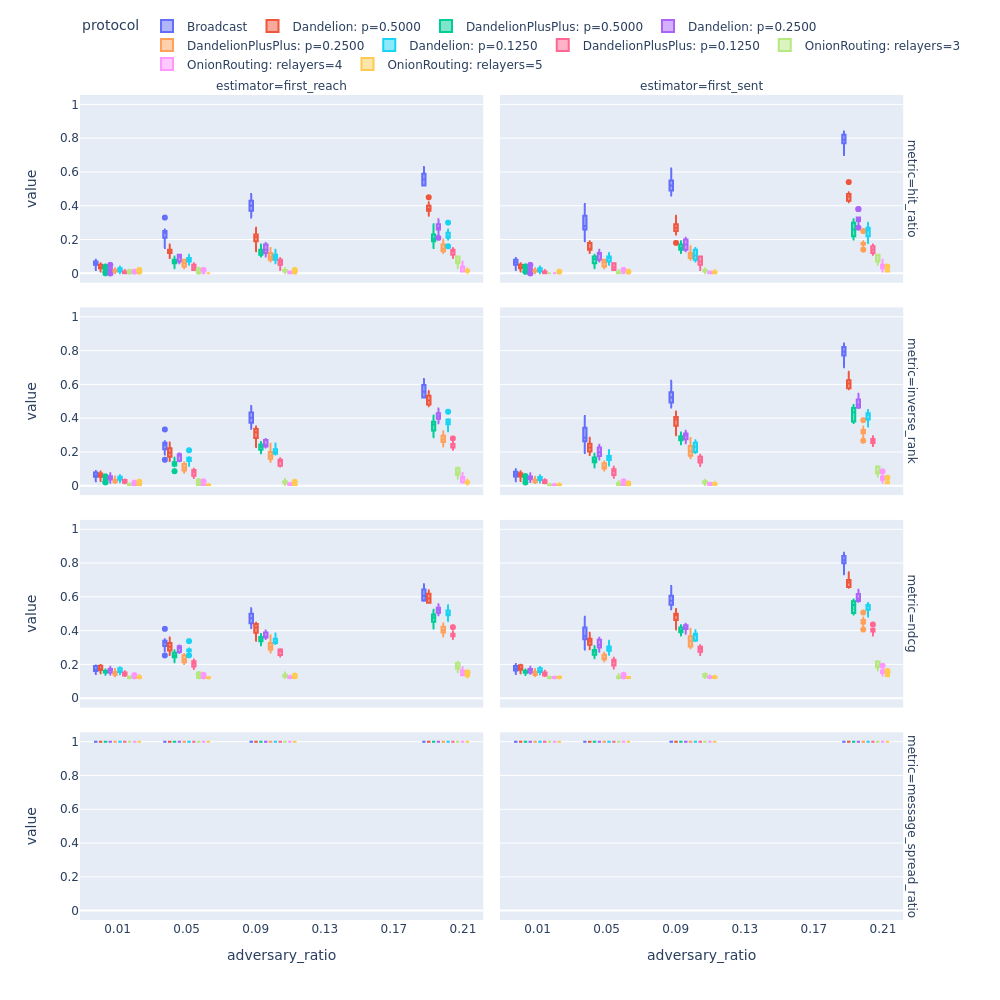 protocol
Broadcast
Dandelion: p=0.5000
DandelionPlusPlus: p=0.5000
Dandelion: p=0.2500
DandelionPlusPlus: p=0.2500
Dandelion: p=0.1250
DandelionPlusPlus: p=0.1250
OnionRouting: relayers=3
OnionRouting: relayers=4
OnionRouting: relayers=5
estimator=first_reach
estimator=first_sent
1
0.8
0.6
0.4
0.2
0
value
metric=hit_ratio
1
0.8
0.6
0.4
0.2
0
value
metric=inverse_rank
1
0.8
0.6
0.4
0.2
0
value
metric=ndcg
1
0.8
0.6
0.4
0.2
0
value
metric=message_spread_ratio
0.01 0.05 0.09 0.13 0.17 0.21
0.01 0.05 0.09 0.13 0.17 0.21
adversary_ratio
adversary_ratio